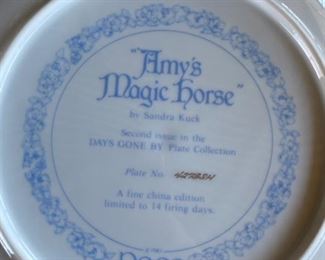 "Amy's
Magic Horse"
by Sandra Kuck
Second issue in the
DAYS GONE BY Plate Collection
Plate No.
A fine china edition
limited to 14 firing days.